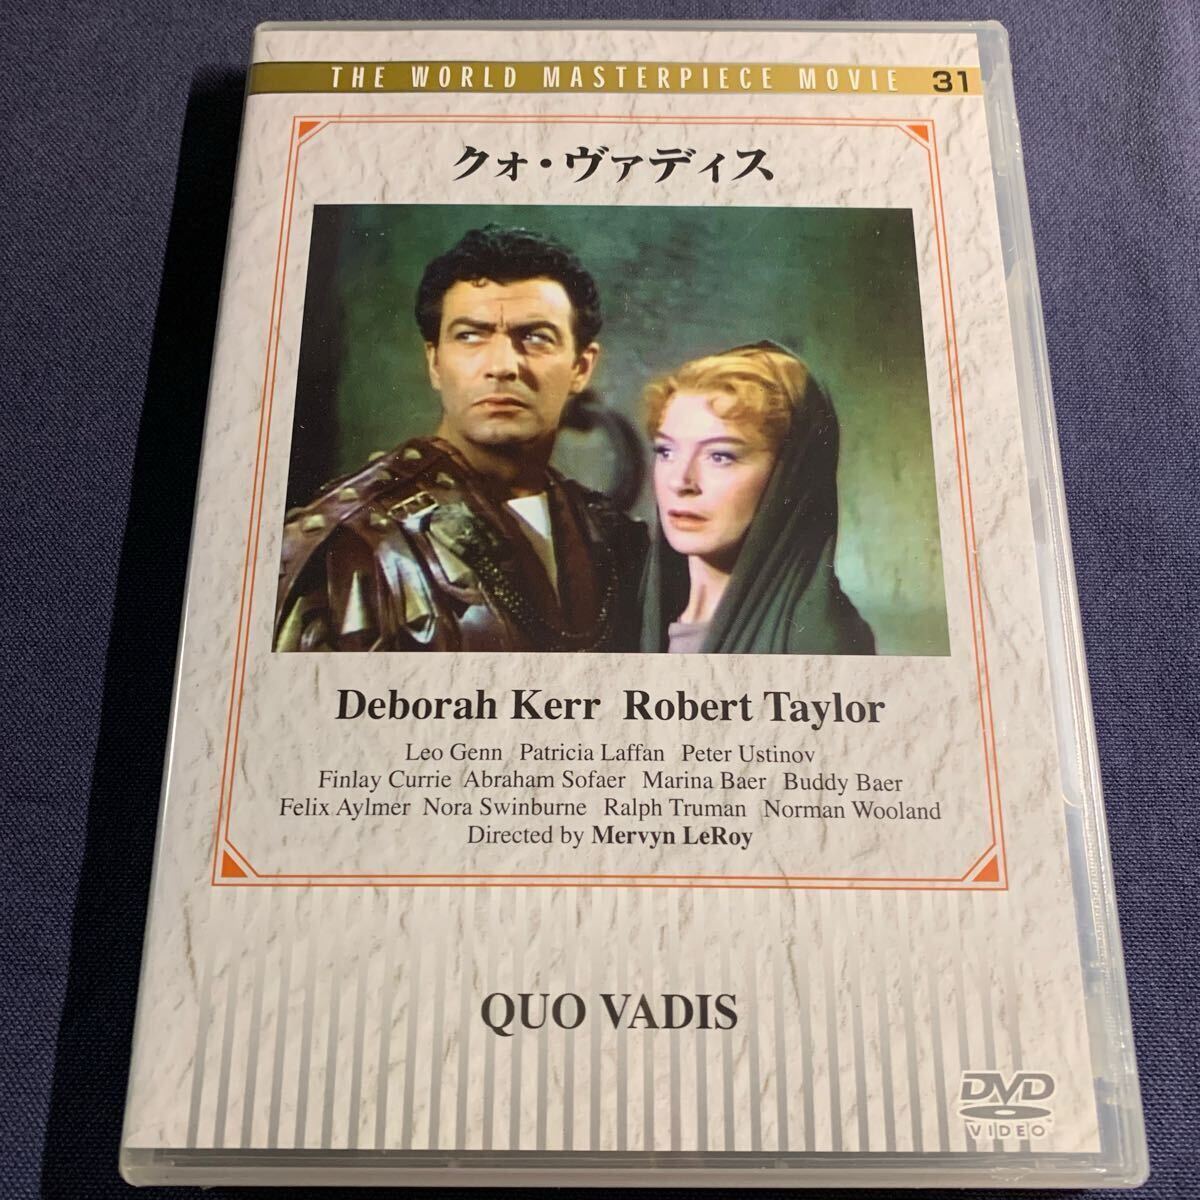 THE WORLD MASTERPIECE MOVIE 31
クォ・ヴァディス
Deborah Kerr Robert Taylor
Leo Genn Patricia Laffan Peter Ustinov
Finlay Currie Abraham Sofaer Marina Baer Buddy Baer
Felix Aylmer Nora Swinburne Ralph Truman Norman Wooland
Directed by Mervyn LeRoy
QUO VADIS
DVD
VIDEO